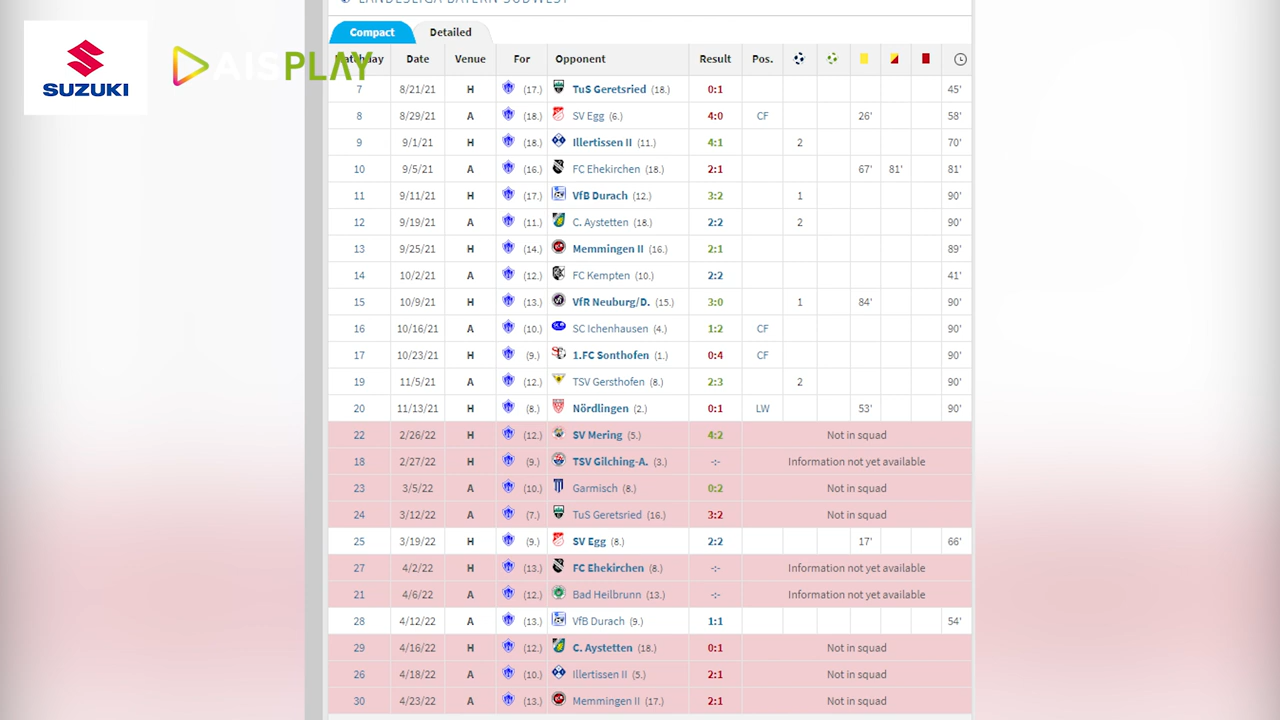 LANDESLIGA BAYERN SÜDWEST
Compact Detailed
SUZUKI
AISPLAY
Matchday Date Venue For Opponent Result Pos.
7 8/21/21 H (17.) TuS Geretsried (18.) 0:1 45'
8 8/29/21 A (18.) SV Egg (6.) 4:0 CF 26' 58'
9 9/1/21 H (18.) Illertissen II (11.) 4:1 2 70'
10 9/5/21 A (16.) FC Ehekirchen (18.) 2:1 67' 81' 81'
11 9/11/21 H (17.) VfB Durach (12.) 3:2 1 90'
12 9/19/21 A (11.) C. Aystetten (18.) 2:2 2 90'
13 9/25/21 H (14.) Memmingen II (16.) 2:1 89'
14 10/2/21 A (12.) FC Kempten (10.) 2:2 41'
15 10/9/21 H (13.) VfR Neuburg/D. (15.) 3:0 1 84' 90'
16 10/16/21 A (10.) SC Ichenhausen (4.) 1:2 CF 90'
17 10/23/21 H (9.) 1.FC Sonthofen (1.) 0:4 CF 90'
19 11/5/21 A (12.) TSV Gersthofen (8.) 2:3 2 90'
20 11/13/21 H (8.) Nördlingen (2.) 0:1 LW 53' 90'
22 2/26/22 H (12.) SV Mering (5.) 4:2 Not in squad
18 2/27/22 H (9.) TSV Gilching-A. (3.) -:- Information not yet available
23 3/5/22 A (10.) Garmisch (8.) 0:2 Not in squad
24 3/12/22 A (7.) TuS Geretsried (16.) 3:2 Not in squad
25 3/19/22 H (9.) SV Egg (8.) 2:2 17' 66'
27 4/2/22 H (13.) FC Ehekirchen (8.) -:- Information not yet available
21 4/6/22 A (12.) Bad Heilbrunn (13.) -:- Information not yet available
28 4/12/22 A (13.) VfB Durach (9.) 1:1 54'
29 4/16/22 H (12.) C. Aystetten (18.) 0:1 Not in squad
26 4/18/22 A (10.) Illertissen II (5.) 2:1 Not in squad
30 4/23/22 A (13.) Memmingen II (17.) 2:1 Not in squad